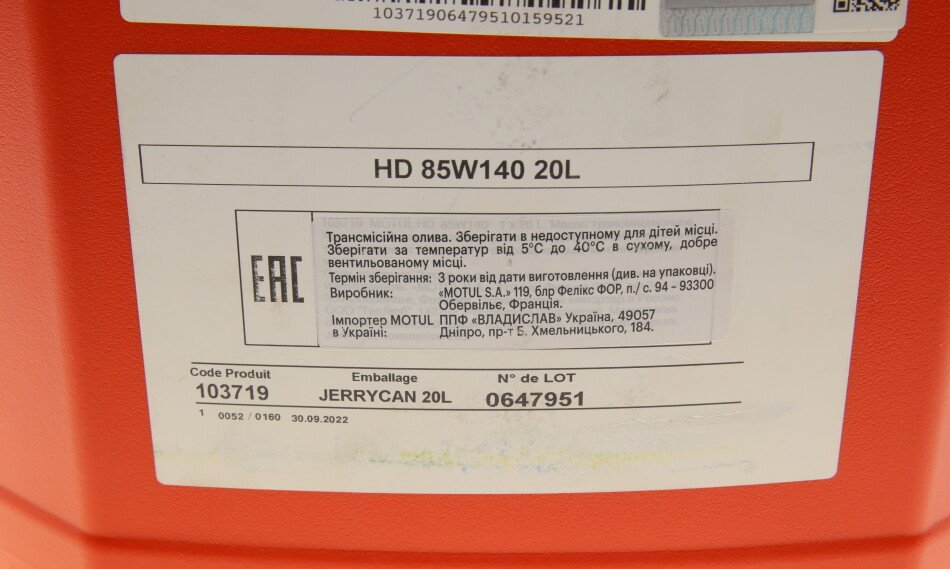 10371906479510159521
HD 85W140 20L
Трансмісійна олива. Зберігати в недоступному для дітей місці.
Зберігати за температур від 5°C до 40°C в сухому, добре
вентильованому місці.
Термін зберігання: 3 роки від дати виготовлення (див. на упаковці).
Виробник: «MOTUL S.A.» 119, блр Фелікс ФОР, п./с. 94 – 93300
Обервільє, Франція.
Імпортер MOTUL ППФ «ВЛАДИСЛАВ» Україна, 49057
в Україні: Дніпро, пр-т Б. Хмельницького, 184.
EAC
Code Produit Emballage N° de LOT
103719 JERRYCAN 20L 0647951
1 0052 / 0160 30.09.2022